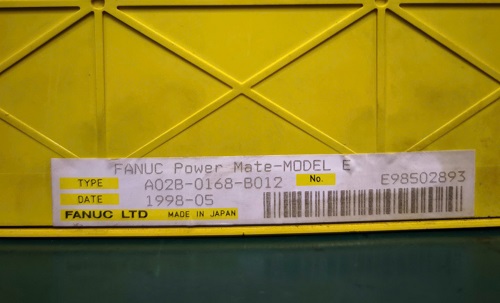 FANUC Power Mate-MODEL E
TYPE A02B-0168-B012 No. E98502893
DATE 1998-05
FANUC LTD MADE IN JAPAN